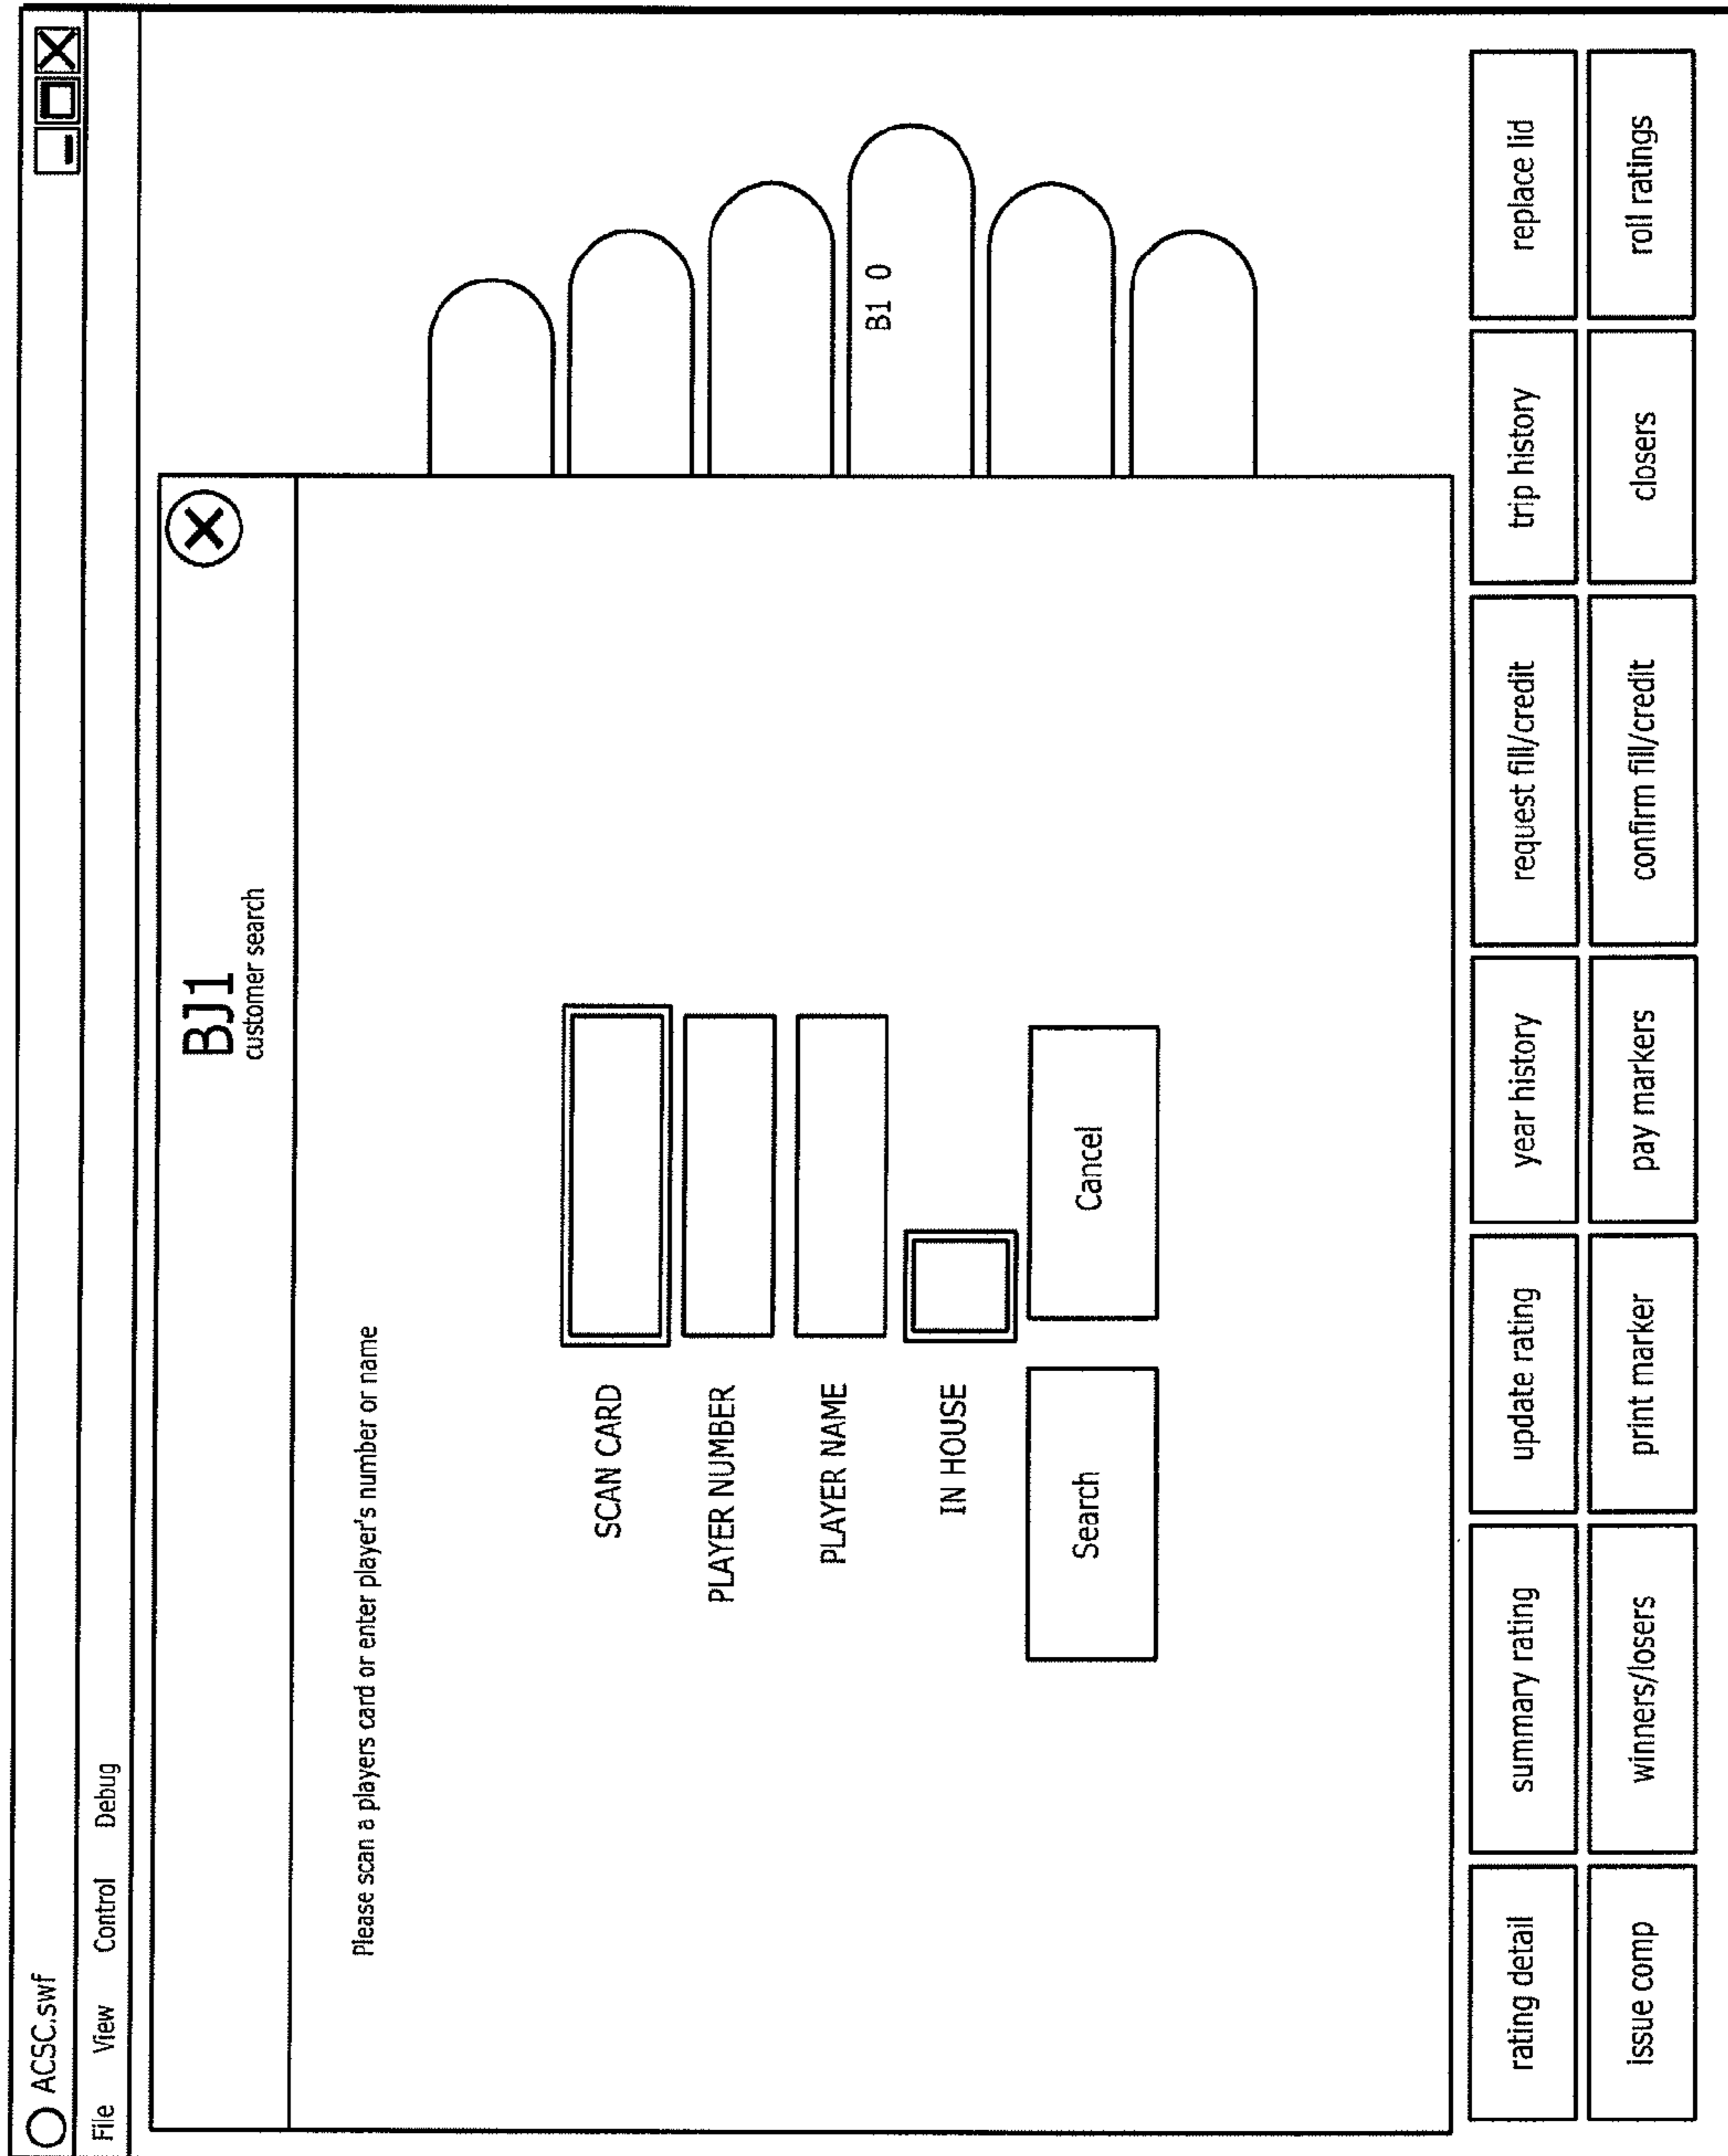 ACSC.swf
File View Control Debug
BJ1
customer search
Please scan a players card or enter player's number or name
SCAN CARD
PLAYER NUMBER
PLAYER NAME
IN HOUSE
Search Cancel
B1 0
rating detail summary rating update rating year history request fill/credit trip history replace lid
issue comp winners/losers print marker pay markers confirm fill/credit closers roll ratings